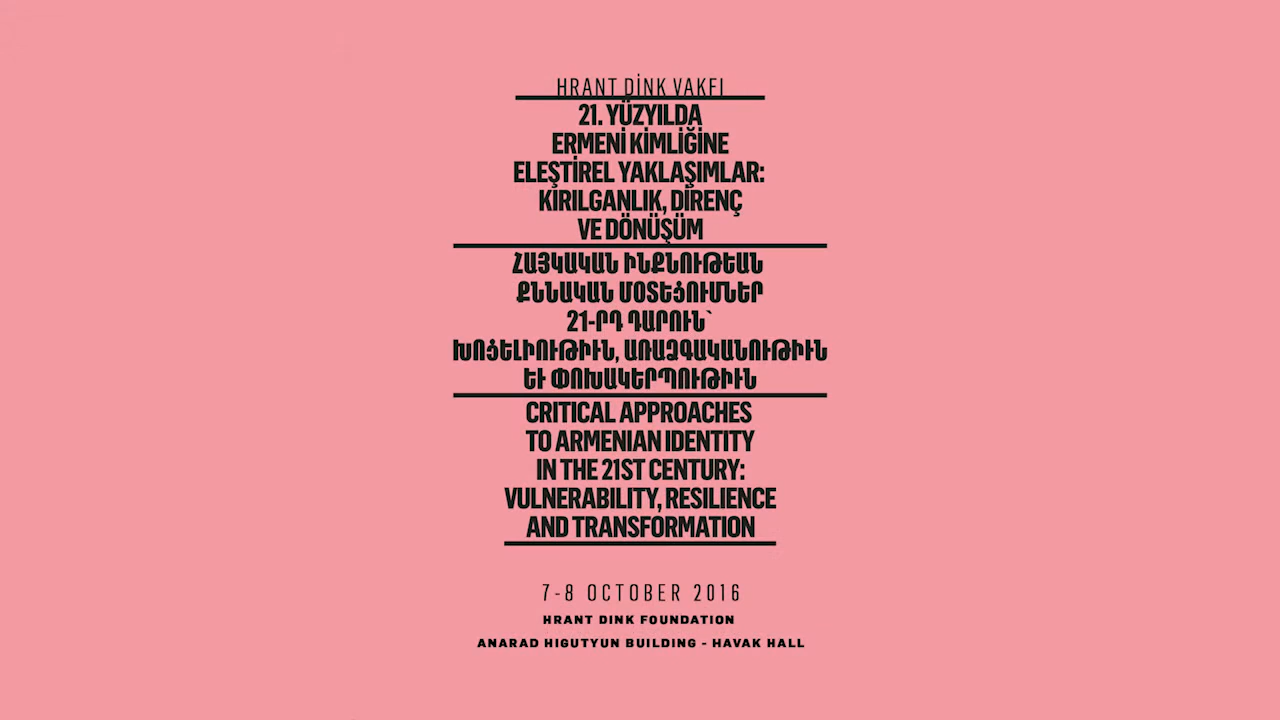 HRANT DİNK VAKFI
21. YÜZYILDA
ERMENİ KİMLİĞİNE
ELEŞTİREL YAKLAŞIMLAR:
KIRILGANLIK, DİRENÇ
VE DÖNÜŞÜM
ՀԱՅԿԱԿԱՆ ԻՆՔՆՈՒԹԵԱՆ
ՔՆՆԱԿԱՆ ՄՕՏԵՑՈՒՄՆԵՐ
21-ՐԴ ԴԱՐՈՒՆ՝
ԽՈՑԵԼԻՈՒԹԻՒՆ, ԱՌԱՁԳԱԿԱՆՈՒԹԻՒՆ
ԵՒ ՓՈԽԱԿԵՐՊՈՒԹԻՒՆ
CRITICAL APPROACHES
TO ARMENIAN IDENTITY
IN THE 21ST CENTURY:
VULNERABILITY, RESILIENCE
AND TRANSFORMATION
7-8 OCTOBER 2016
HRANT DINK FOUNDATION
ANARAD HIGUTYUN BUILDING - HAVAK HALL